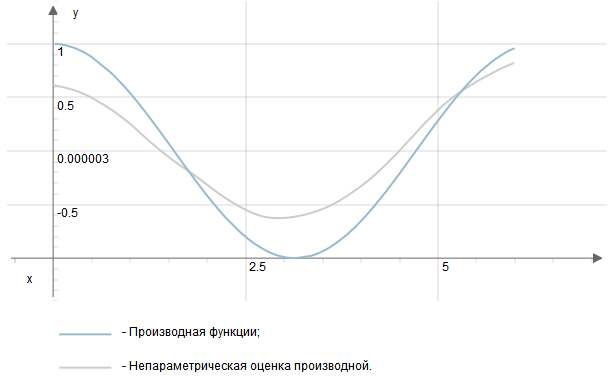 y
1
0.5
0.000003
-0.5
2.5
5
x
- Производная функции;
- Непараметрическая оценка производной.